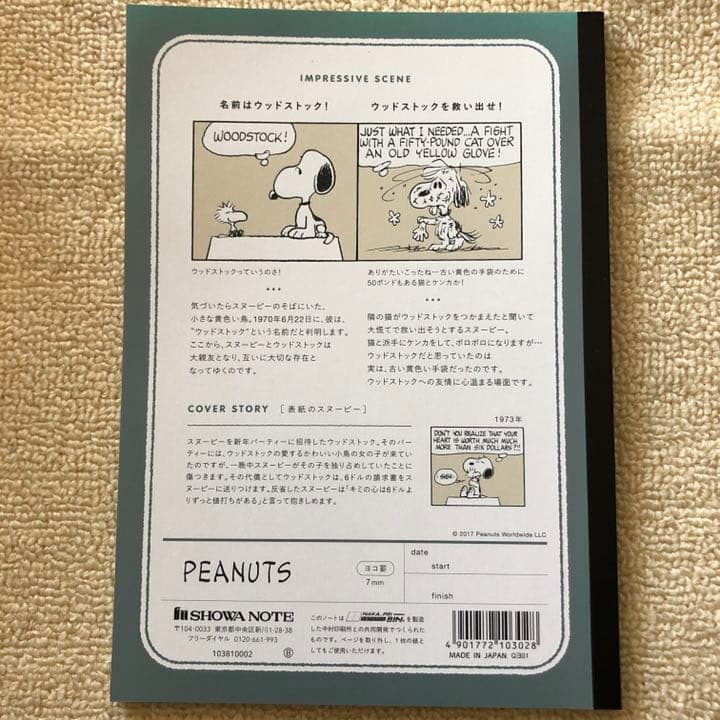 IMPRESSIVE SCENE
名前はウッドストック!
WOODSTOCK!
ウッドストックっていうのさ!
気づいたらスヌーピーのそばにいた、
小さな黄色い鳥。1970年6月22日に、彼は、
"ウッドストック"という名前だと判明します。
ここから、スヌーピーとウッドストックは
大親友となり、互いに大切な存在と
なってゆくのです。
ウッドストックを救い出せ!
JUST WHAT I NEEDED...A FIGHT
WITH A FIFTY-POUND CAT OVER
AN OLD YELLOW GLOVE!
ありがたいこったね…古い黄色の手袋のために
50ポンドもある猫とケンカか!
隣の猫がウッドストックをつかまえたと聞いて
大慌てで救い出そうとするスヌーピー。
猫と派手にケンカをして、ボロボロになりますが…
ウッドストックだと思っていたのは
実は、古い黄色い手袋だったのです。
ウッドストックへの友情に心温まる場面です。
COVER STORY [表紙のスヌーピー]
スヌーピーを新年パーティーに招待したウッドストック。そのパー
ティーには、ウッドストックの愛するかわいい小鳥の女の子が来てい
たのですが、一晩中スヌーピーがその子を独り占めしていたことに
傷つきます。その代償としてウッドストックは、6ドルの請求書をス
ヌーピーに送りつけます。反省したスヌーピーは「キミの心は6ドルよ
りずっと値打ちがある」と言って抱きしめます。
1973年
DON'T YOU REALIZE THAT YOUR
HEART IS WORTH MUCH MUCH
MORE THAN SIX DOLLARS?!!
© 2017 Peanuts Worldwide LLC
PEANUTS
ヨコ罫
7mm
date
start
finish
SHOWA NOTE
〒104-0033 東京都中央区新川1-28-38
フリーダイヤル 0120-661-993
103810002 B
このノートは NAKA-PRI BIN. を製造
した中村印刷所との共同開発でつくられた
ものです。ページを取り外し、1枚の紙と
してもご使用いただけます。
4 901772 103028
MADE IN JAPAN Q301